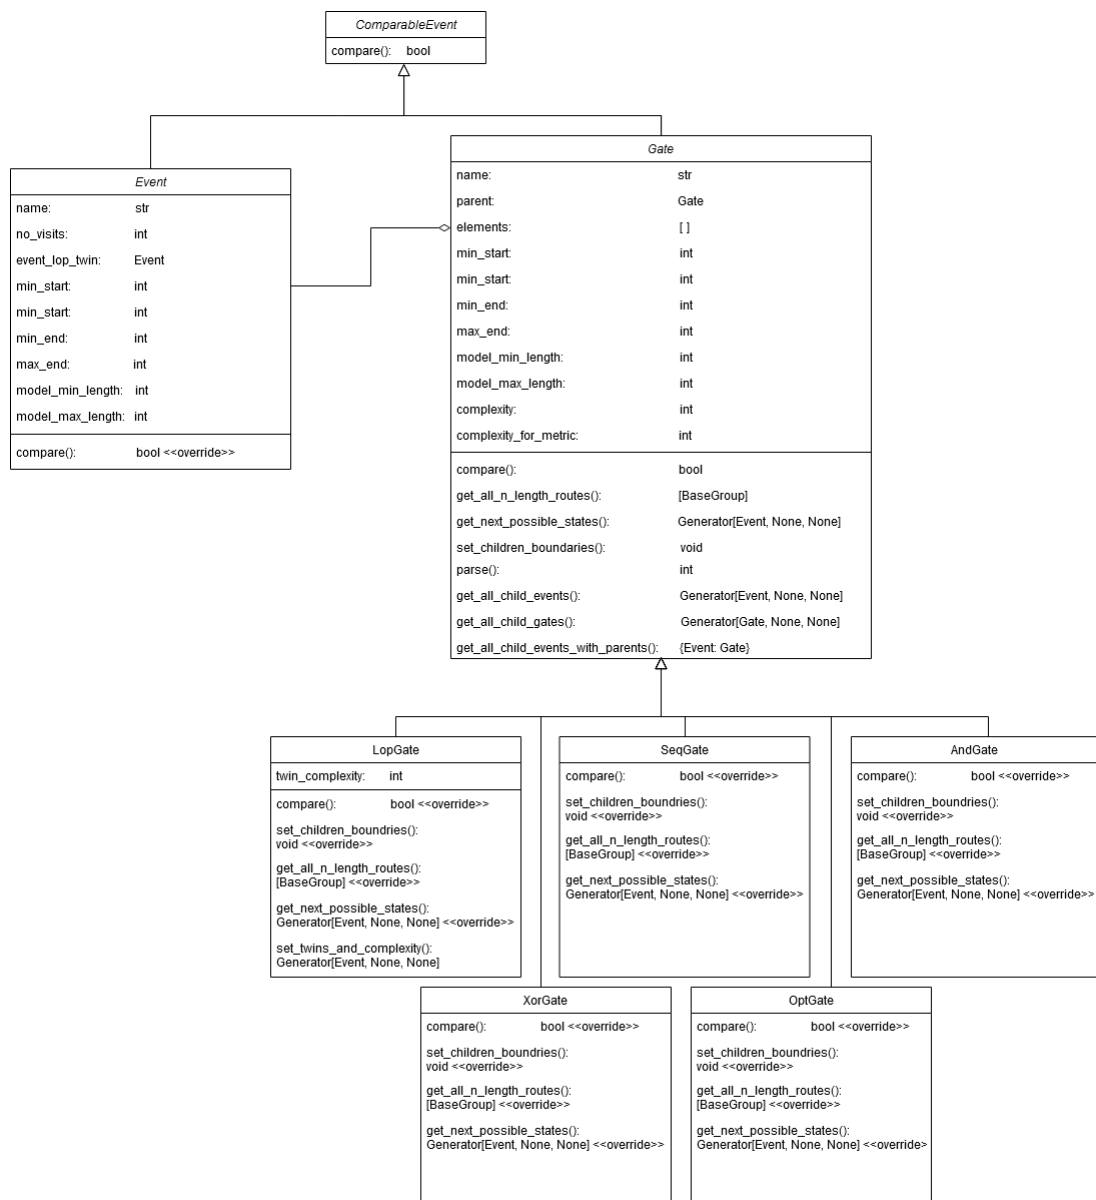 ComparableEvent
compare(): bool
Event
name: str
no_visits: int
event_lop_twin: Event
min_start: int
min_start: int
min_end: int
max_end: int
model_min_length: int
model_max_length: int
compare(): bool <<override>>
Gate
name: str
parent: Gate
elements: [ ]
min_start: int
min_start: int
min_end: int
max_end: int
model_min_length: int
model_max_length: int
complexity: int
complexity_for_metric: int
compare(): bool
get_all_n_length_routes(): [BaseGroup]
get_next_possible_states(): Generator[Event, None, None]
set_children_boundaries(): void
parse(): int
get_all_child_events(): Generator[Event, None, None]
get_all_child_gates(): Generator[Gate, None, None]
get_all_child_events_with_parents(): {Event: Gate}
LopGate
twin_complexity: int
compare(): bool <<override>>
set_children_boundries():
void <<override>>
get_all_n_length_routes():
[BaseGroup] <<override>>
get_next_possible_states():
Generator[Event, None, None] <<override>>
set_twins_and_complexity():
Generator[Event, None, None]
SeqGate
compare(): bool <<override>>
set_children_boundries():
void <<override>>
get_all_n_length_routes():
[BaseGroup] <<override>>
get_next_possible_states():
Generator[Event, None, None] <<override>>
AndGate
compare(): bool <<override>>
set_children_boundries():
void <<override>>
get_all_n_length_routes():
[BaseGroup] <<override>>
get_next_possible_states():
Generator[Event, None, None] <<override>>
XorGate
compare(): bool <<override>>
set_children_boundries():
void <<override>>
get_all_n_length_routes():
[BaseGroup] <<override>>
get_next_possible_states():
Generator[Event, None, None] <<override>>
OptGate
compare(): bool <<override>>
set_children_boundries():
void <<override>>
get_all_n_length_routes():
[BaseGroup] <<override>>
get_next_possible_states():
Generator[Event, None, None] <<override>